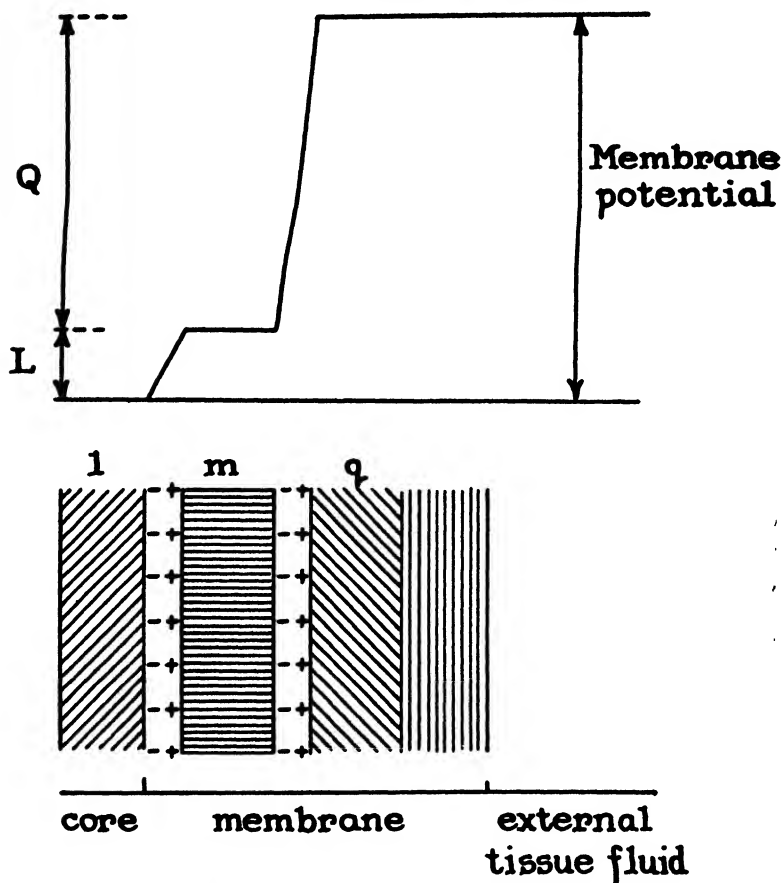 Q
L
Membrane
potential
l m q
- + - +
- + - +
- + - +
- + - +
- + - +
- + - +
- + - +
core membrane external
tissue fluid